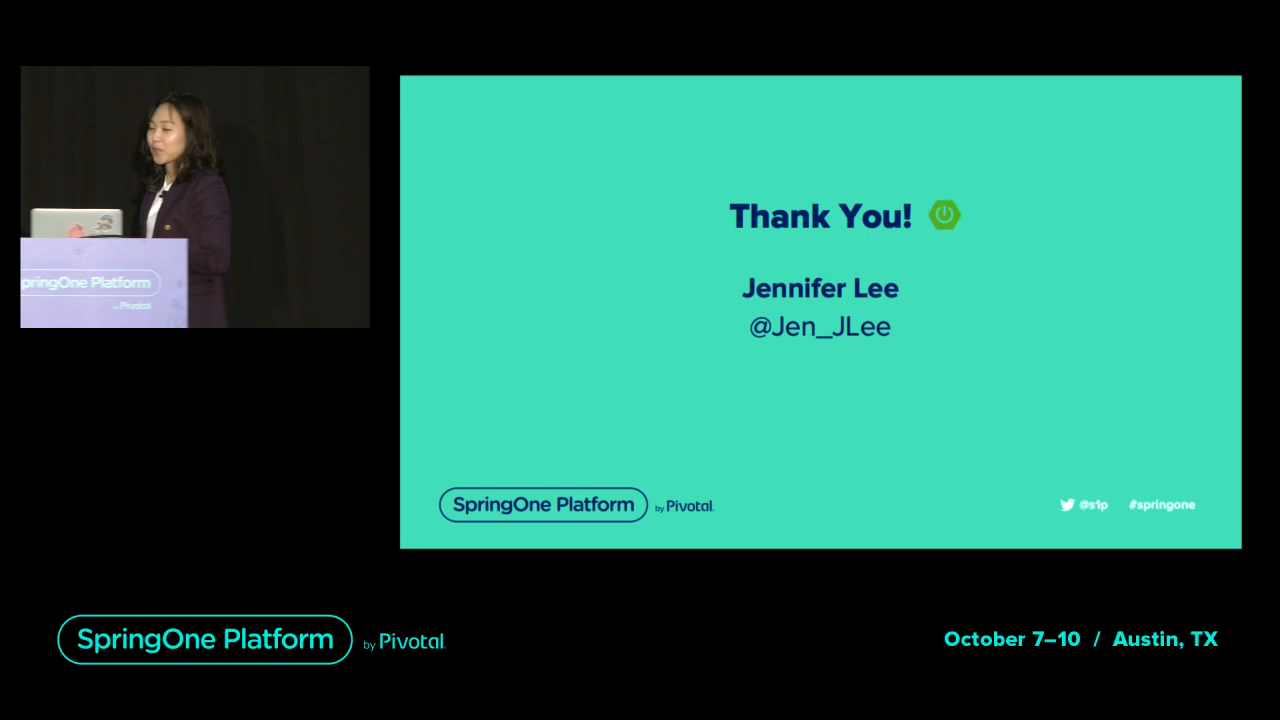 pringOne Platform
by Pivotal
Thank You!
Jennifer Lee
@Jen_JLee
SpringOne Platform by Pivotal
@s1p #springone
SpringOne Platform by Pivotal
October 7–10 / Austin, TX